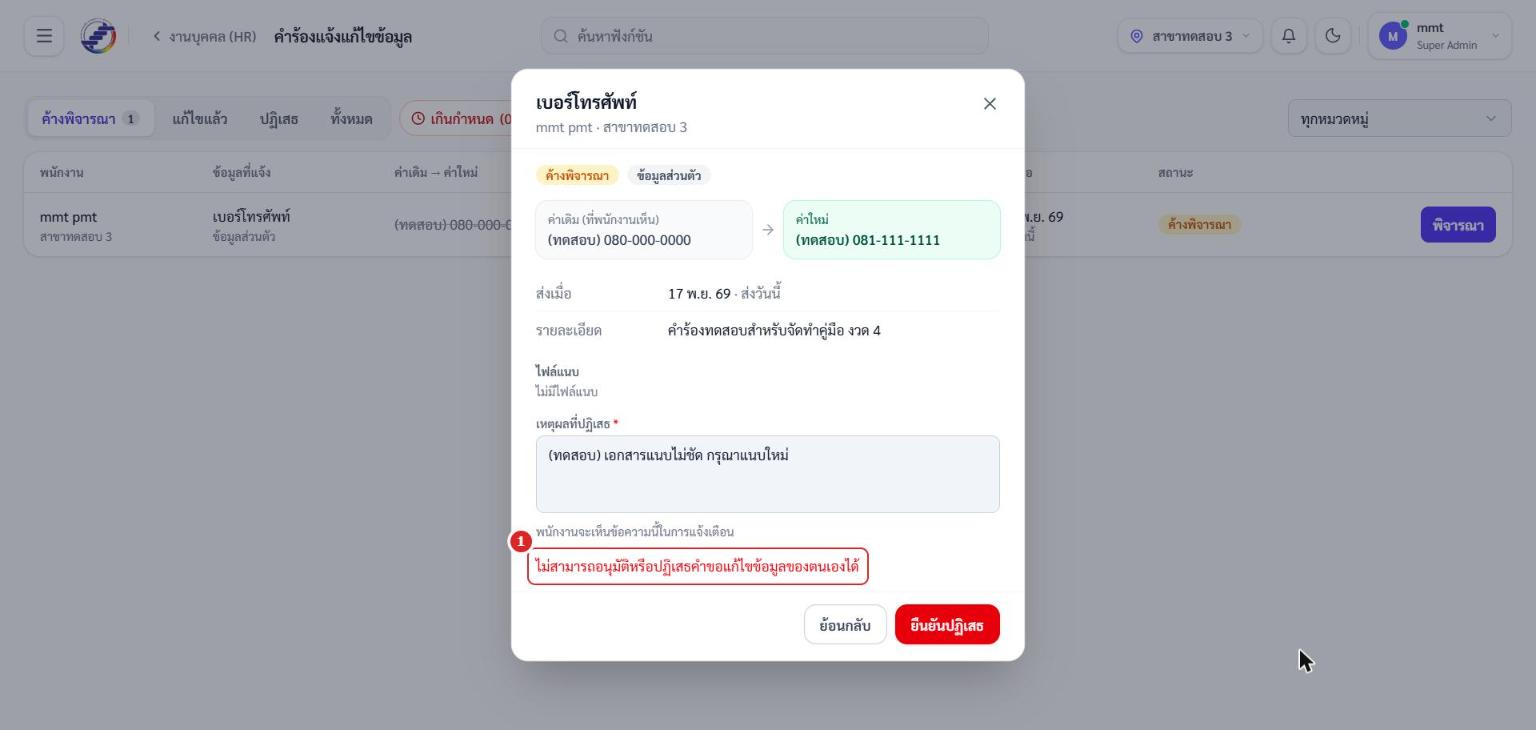 งานบุคคล (HR)
คำร้องแจ้งแก้ไขข้อมูล
ค้นหาฟังก์ชัน
สาขาทดสอบ 3
M
mmt
Super Admin
ค้างพิจารณา 1
แก้ไขแล้ว
ปฏิเสธ
ทั้งหมด
เกินกำหนด (0
ทุกหมวดหมู่
พนักงาน
ข้อมูลที่แจ้ง
ค่าเดิม → ค่าใหม่
สถานะ
mmt pmt
สาขาทดสอบ 3
เบอร์โทรศัพท์
ข้อมูลส่วนตัว
(ทดสอบ) 080-000-0
พ.ย. 69
ค้างพิจารณา
พิจารณา
เบอร์โทรศัพท์
mmt pmt · สาขาทดสอบ 3
ค้างพิจารณา
ข้อมูลส่วนตัว
ค่าเดิม (ที่พนักงานเห็น)
(ทดสอบ) 080-000-0000
→
ค่าใหม่
(ทดสอบ) 081-111-1111
ส่งเมื่อ 17 พ.ย. 69 · ส่งวันนี้
รายละเอียด คำร้องทดสอบสำหรับจัดทำคู่มือ งวด 4
ไฟล์แนบ
ไม่มีไฟล์แนบ
เหตุผลที่ปฏิเสธ *
(ทดสอบ) เอกสารแนบไม่ชัด กรุณาแนบใหม่
พนักงานจะเห็นข้อความนี้ในการแจ้งเตือน
1
ไม่สามารถอนุมัติหรือปฏิเสธคำขอแก้ไขข้อมูลของตนเองได้
ย้อนกลับ
ยืนยันปฏิเสธ